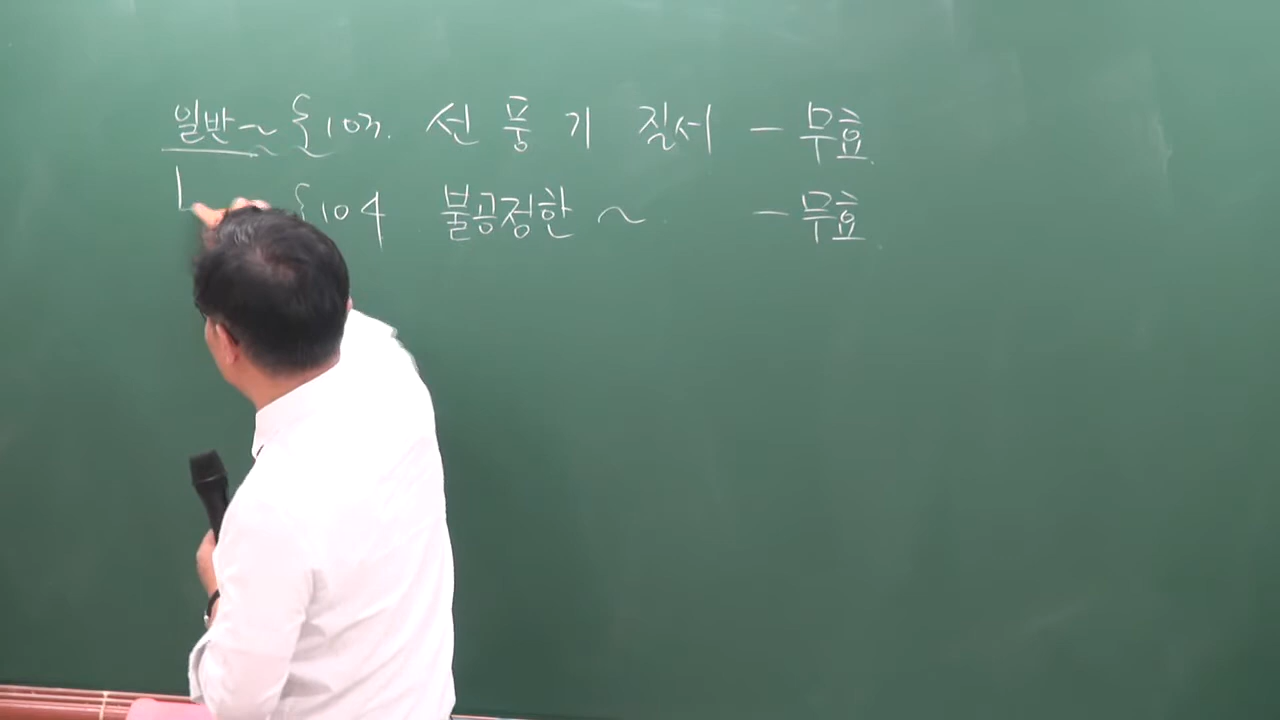 일반~ §103. 선 풍 기 질서 - 무효.
§104 불공정한 ~ - 무효.